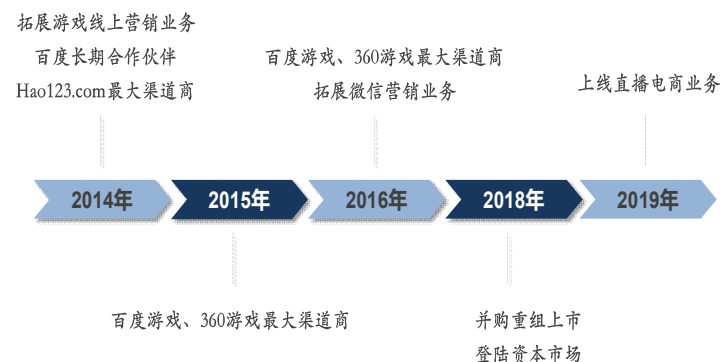 拓展游戏线上营销业务
百度长期合作伙伴
Hao123.com最大渠道商
百度游戏、360游戏最大渠道商
拓展微信营销业务
上线直播电商业务
2014年
2015年
2016年
2018年
2019年
百度游戏、360游戏最大渠道商
并购重组上市
登陆资本市场